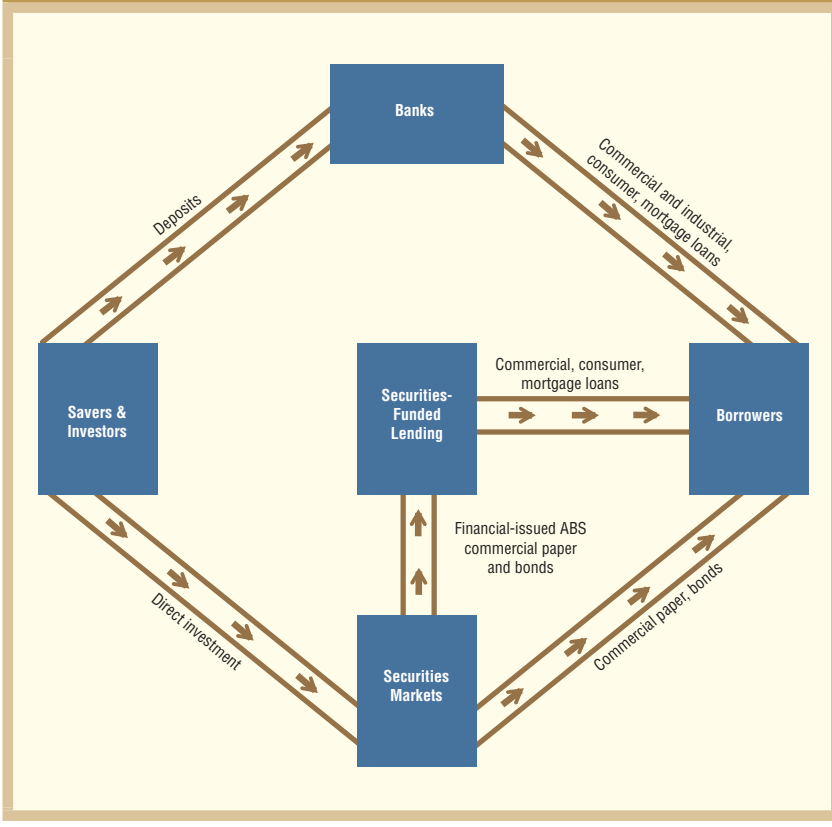 Banks
Deposits
Commercial and industrial,
consumer, mortgage loans
Savers &
Investors
Securities-
Funded
Lending
Commercial, consumer,
mortgage loans
Borrowers
Financial-issued ABS
commercial paper
and bonds
Direct investment
Securities
Markets
Commercial paper, bonds